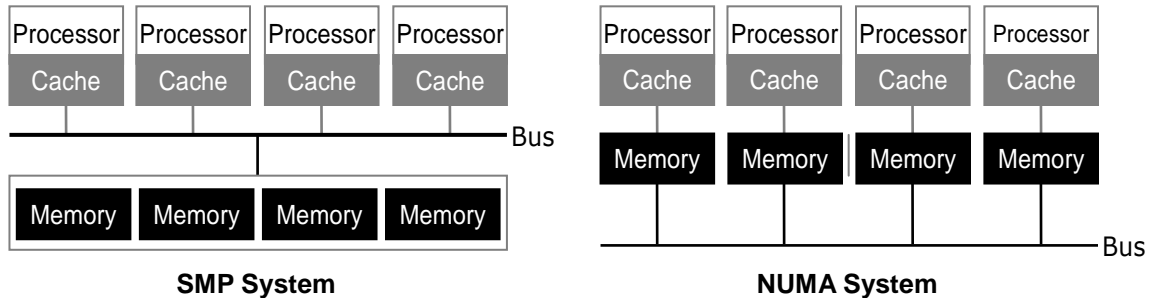 Processor Processor Processor Processor
Cache Cache Cache Cache
Bus
Memory Memory Memory Memory
SMP System
Processor Processor Processor Processor
Cache Cache Cache Cache
Memory Memory Memory Memory
Bus
NUMA System